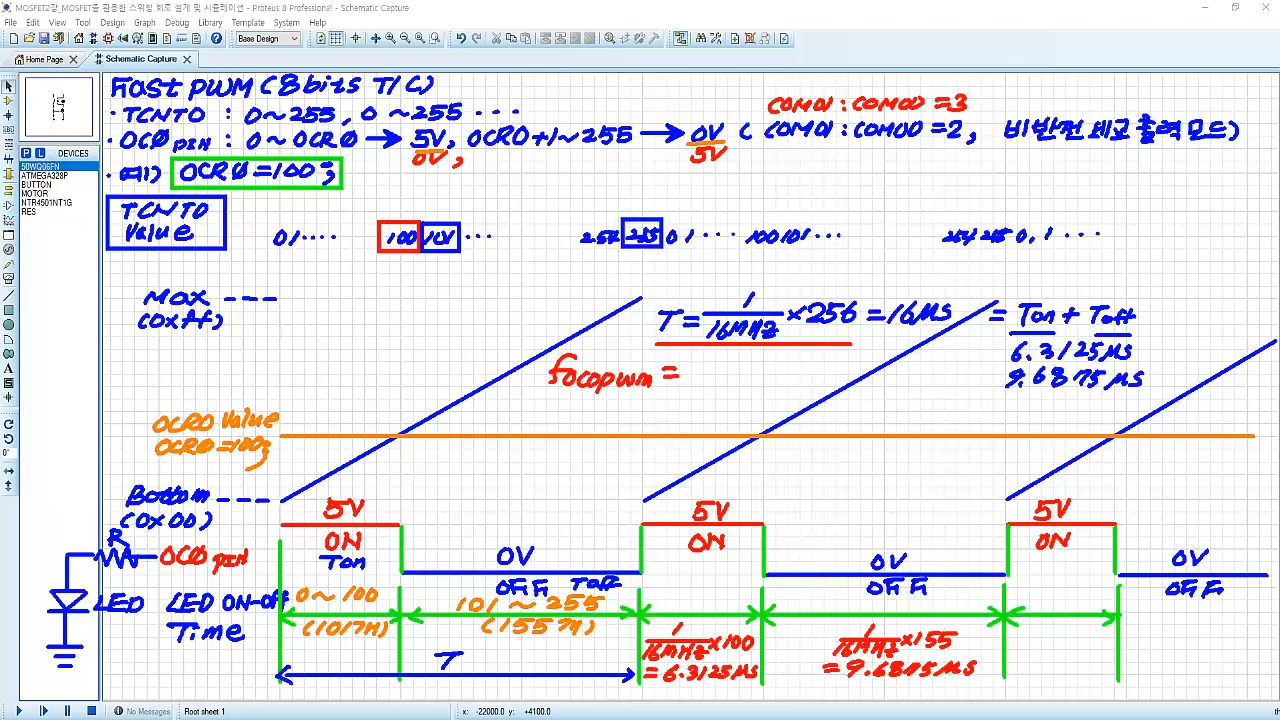 MOSFET2강_MOSFET을 활용한 스위칭 회로 설계 및 시뮬레이션 - Proteus 8 Professional - Schematic Capture
File Edit View Tool Design Graph Debug Library Template System Help
Base Design
Home Page Schematic Capture
Fast PWM (8bits T/C)
· TCNT0 : 0~255, 0~255 ···
COM01:COM00=3
· OC0 PIN : 0~OCR0 → 5V, OCR0+1~255 → 0V (COM01:COM00=2, 비반전 비교 출력 모드)
0V, 5V
· 예1) OCR0=100;
P L DEVICES
50WQ06FN
ATMEGA328P
BUTTON
MOTOR
NTR4501NT1G
RES
TCNT0
Value
01···· 100 101 ··· 254 255 0 1 ··· 100101 ··· 254 255 0, 1 ···
Max ---
(0xff)
T = 1/16MHz ×256 = 16μs = Ton + Toff
6.3125μs
9.6875μs
focopwm =
OCR0 Value
OCR0=100;
Bottom ---
(0x00)
5V 5V 5V
ON ON ON
Ton
0V 0V 0V
OFF Toff OFF OFF
R OC0 PIN
LED LED ON-OFF
Time
0~100 101~255
(101개) (155개)
1/16MHz ×100
= 6.3125μs
1/16MHz ×155
= 9.6875μs
T
No Messages Root sheet 1 x: -22000.0 y: +4100.0 th